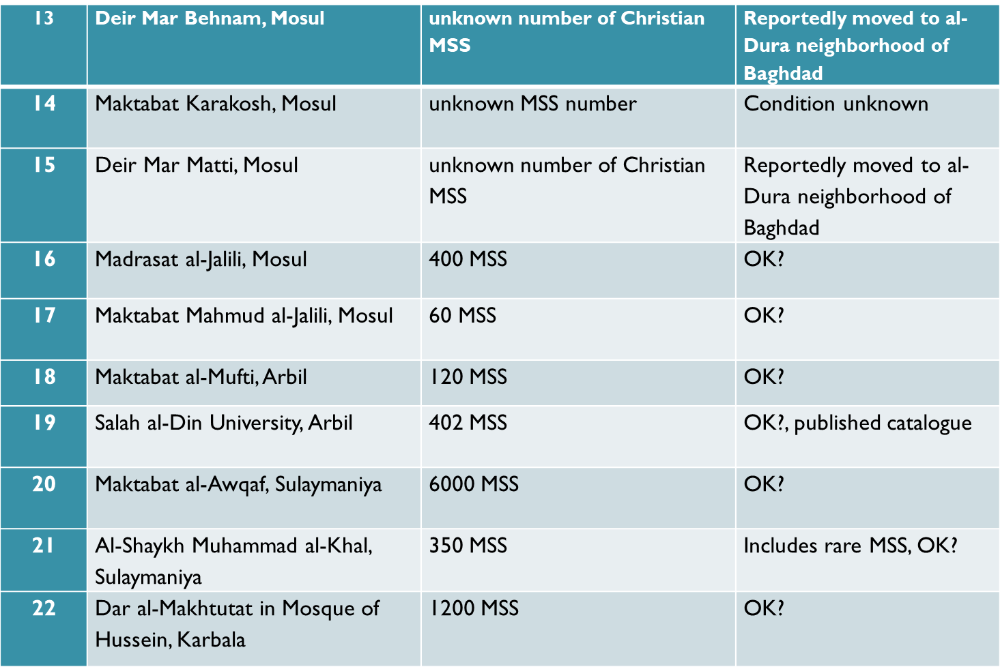 13 Deir Mar Behnam, Mosul unknown number of Christian Reportedly moved to al-
MSS Dura neighborhood of
Baghdad
14 Maktabat Karakosh, Mosul unknown MSS number Condition unknown
15 Deir Mar Matti, Mosul unknown number of Christian Reportedly moved to al-
MSS Dura neighborhood of
Baghdad
16 Madrasat al-Jalili, Mosul 400 MSS OK?
17 Maktabat Mahmud al-Jalili, Mosul 60 MSS OK?
18 Maktabat al-Mufti, Arbil 120 MSS OK?
19 Salah al-Din University, Arbil 402 MSS OK?, published catalogue
20 Maktabat al-Awqaf, Sulaymaniya 6000 MSS OK?
21 Al-Shaykh Muhammad al-Khal, 350 MSS Includes rare MSS, OK?
Sulaymaniya
22 Dar al-Makhtutat in Mosque of 1200 MSS OK?
Hussein, Karbala